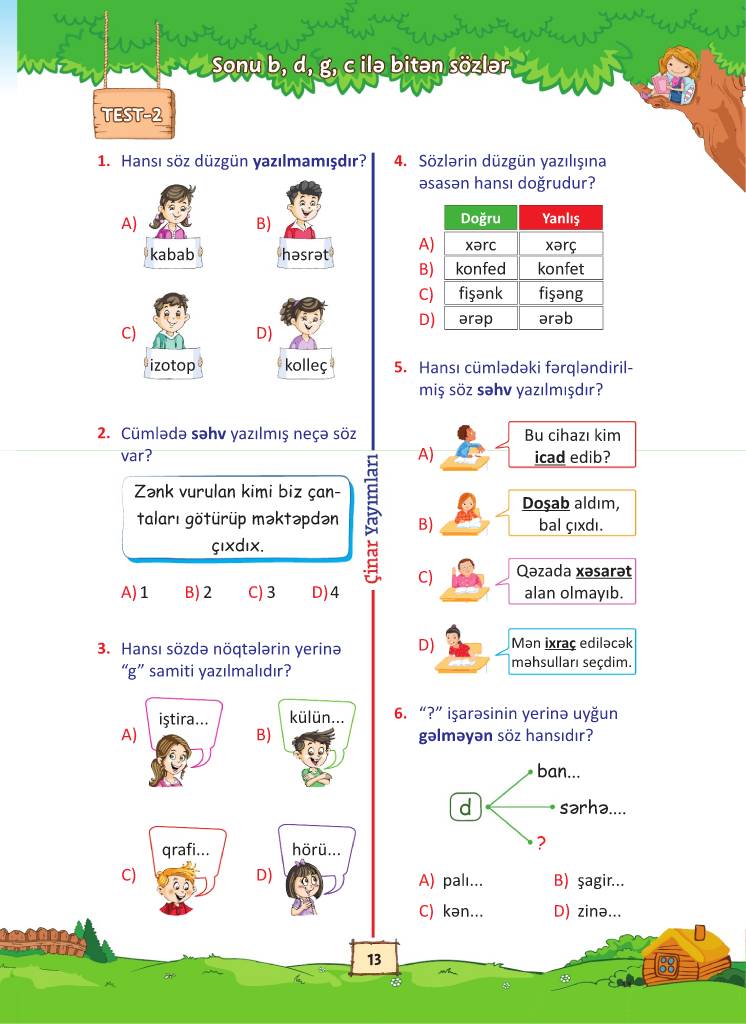 Sonu b, d, g, c ilə bitən sözlər
TEST-2
1. Hansı söz düzgün yazılmamışdır?
A) kabab
B) həsrət
C) izotop
D) kolleç
2. Cümlədə səhv yazılmış neçə söz
var?
Zənk vurulan kimi biz çan-
taları götürüp məktəpdən
çıxdıx.
A) 1 B) 2 C) 3 D) 4
3. Hansı sözdə nöqtələrin yerinə
“g” samiti yazılmalıdır?
A) iştira...
B) külün...
C) qrafi...
D) hörü...
Çinar Yayımları
4. Sözlərin düzgün yazılışına
əsasən hansı doğrudur?
Doğru Yanlış
A) xərc xərç
B) konfed konfet
C) fişənk fişəng
D) ərəp ərəb
5. Hansı cümlədəki fərqləndiril-
miş söz səhv yazılmışdır?
A) Bu cihazı kim
icad edib?
B) Doşab aldım,
bal çıxdı.
C) Qəzada xəsarət
alan olmayıb.
D) Mən ixraç ediləcək
məhsulları seçdim.
6. “?” işarəsinin yerinə uyğun
gəlməyən söz hansıdır?
ban...
d sərhə....
?
A) palı... B) şagir...
C) kən... D) zinə...
13